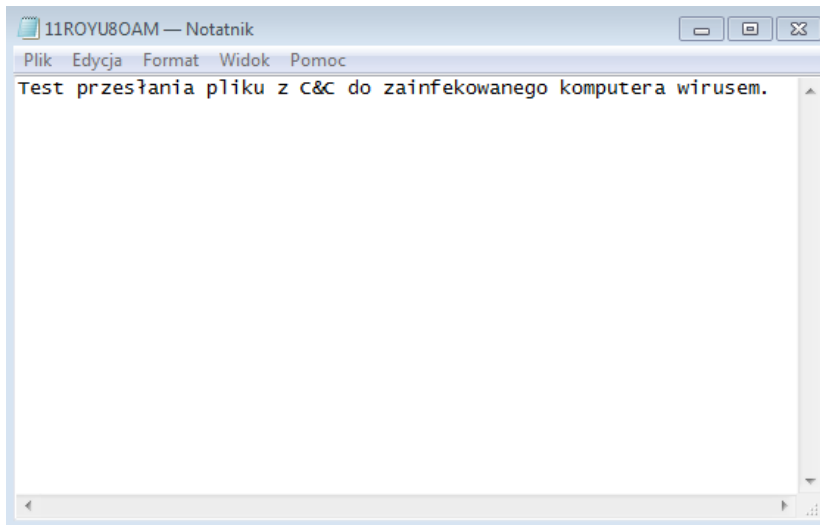 11ROYU8OAM — Notatnik
Plik Edycja Format Widok Pomoc
Test przesłania pliku z C&C do zainfekowanego komputera wirusem.